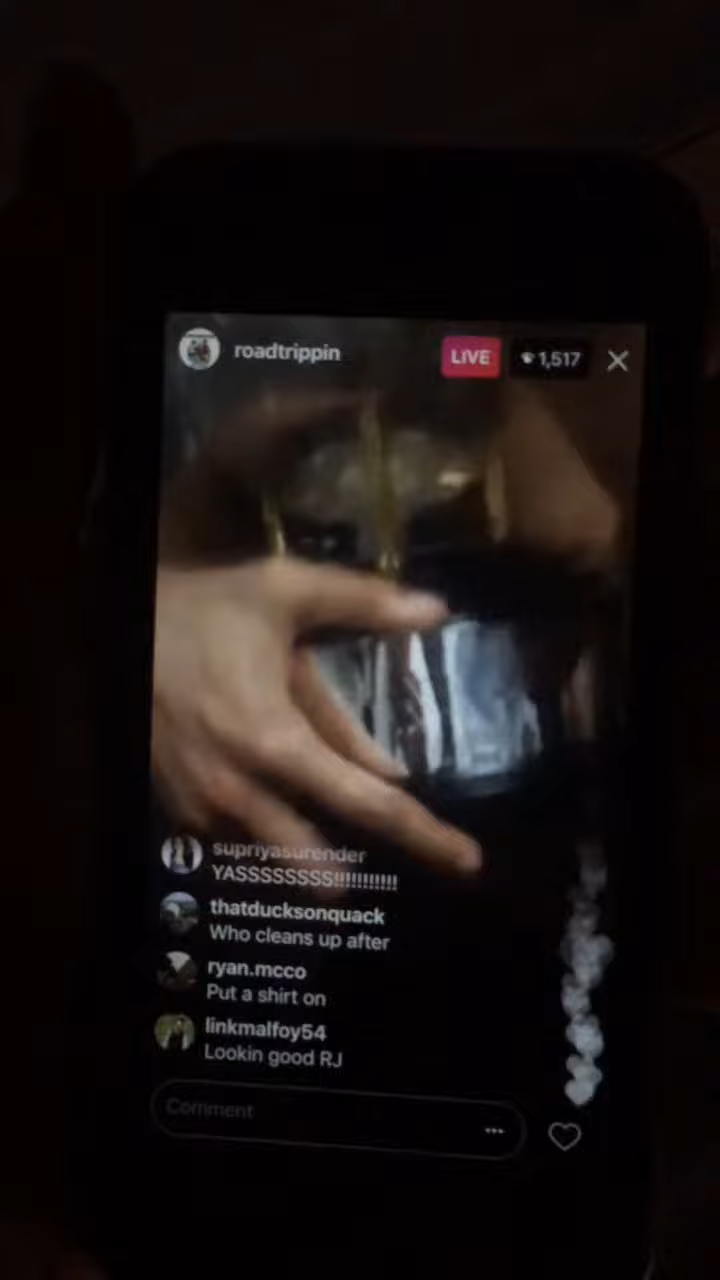 roadtrippin
LIVE
1,517
supriyasurender
YASSSSSSSS!!!!!!!!!!!
thatducksonquack
Who cleans up after
ryan.mcco
Put a shirt on
linkmalfoy54
Lookin good RJ
Comment